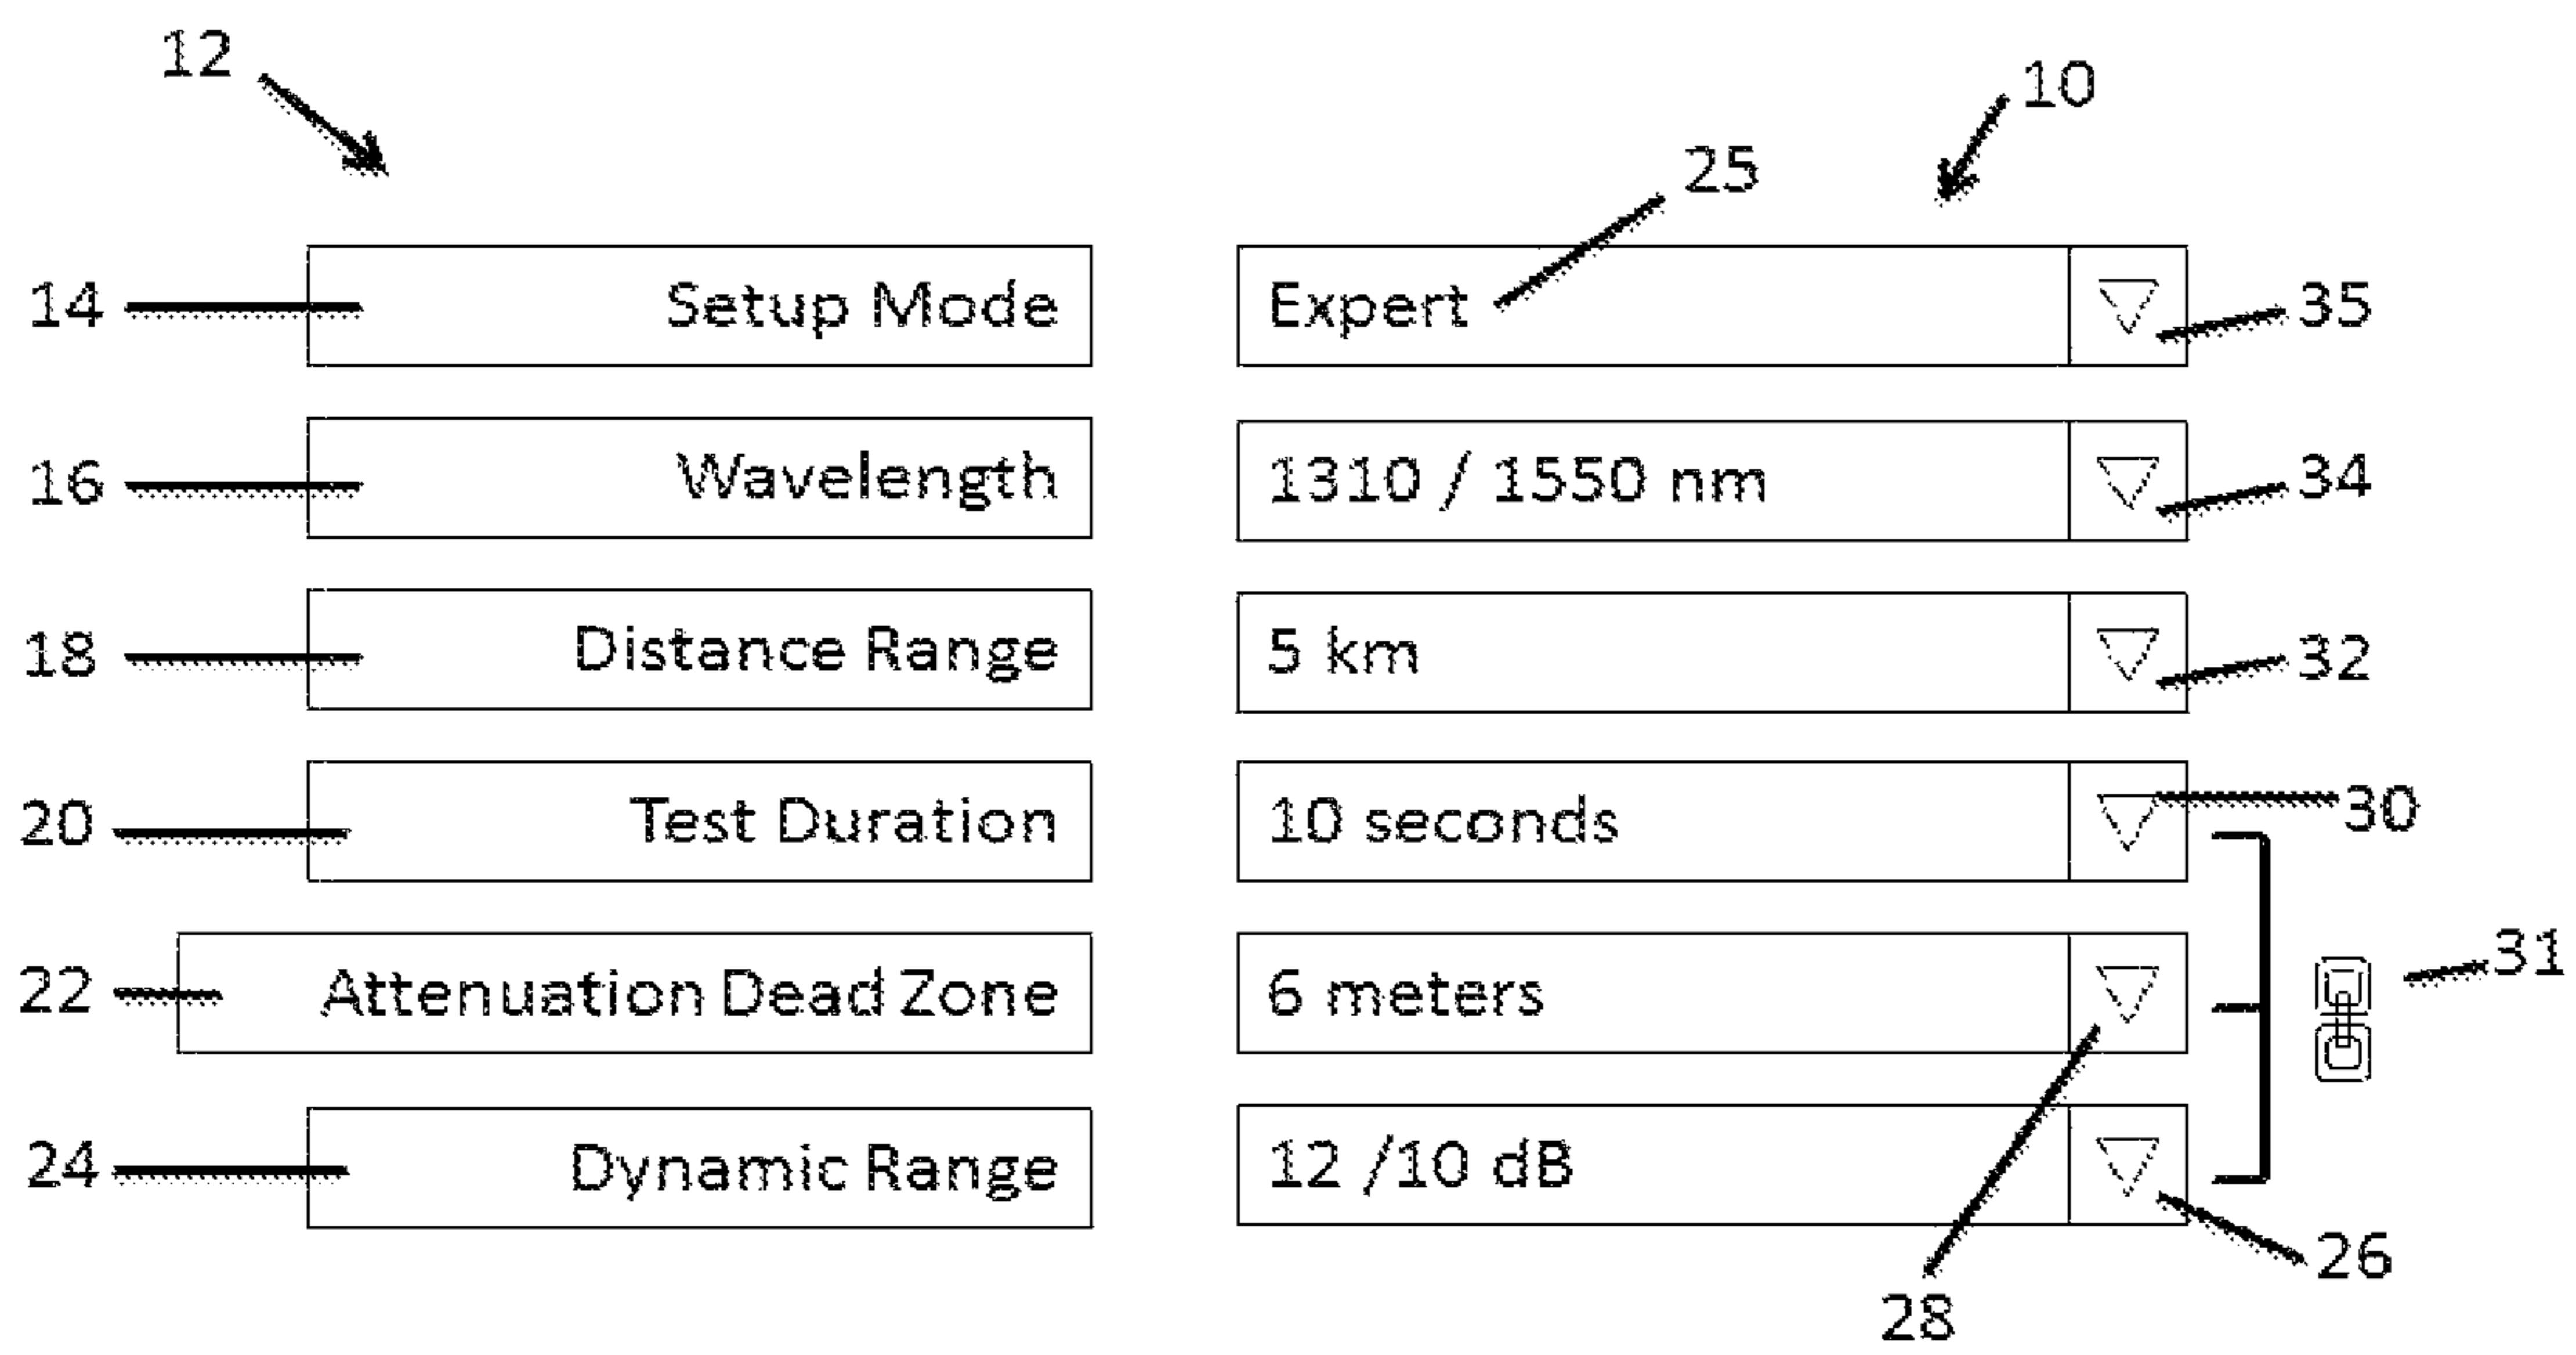 12
10
25
14 Setup Mode Expert 35
16 Wavelength 1310 / 1550 nm 34
18 Distance Range 5 km 32
20 Test Duration 10 seconds 30
22 Attenuation Dead Zone 6 meters 31
24 Dynamic Range 12 /10 dB
26
28